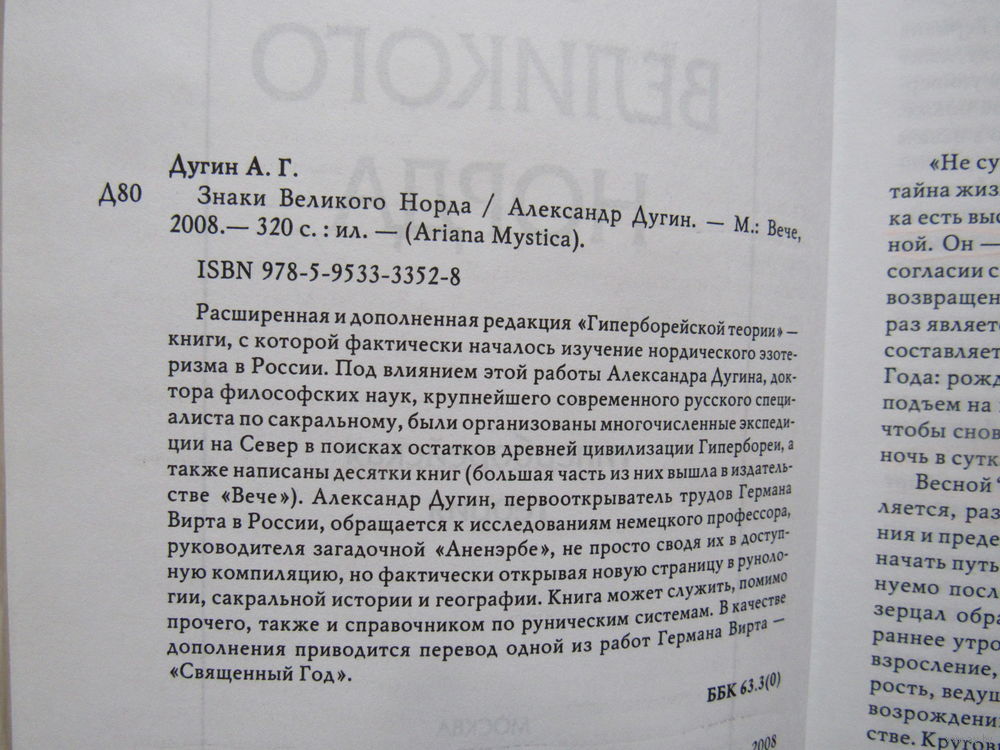 Дугин А. Г.
Д80
Знаки Великого Норда / Александр Дугин. — М.: Вече,
2008.— 320 с. : ил. — (Ariana Mystica).
ISBN 978-5-9533-3352-8
Расширенная и дополненная редакция «Гиперборейской теории» —
книги, с которой фактически началось изучение нордического эзоте-
ризма в России. Под влиянием этой работы Александра Дугина, док-
тора философских наук, крупнейшего современного русского специ-
алиста по сакральному, были организованы многочисленные экспеди-
ции на Север в поисках остатков древней цивилизации Гипербореи, а
также написаны десятки книг (большая часть из них вышла в издатель-
стве «Вече»). Александр Дугин, первооткрыватель трудов Германа
Вирта в России, обращается к исследованиям немецкого профессора,
руководителя загадочной «Аненэрбе», не просто сводя их в доступ-
ную компиляцию, но фактически открывая новую страницу в руноло-
гии, сакральной истории и географии. Книга может служить, помимо
прочего, также и справочником по руническим системам. В качестве
дополнения приводится перевод одной из работ Германа Вирта —
«Священный Год».
ББК 63.3(0)
2008
ВЕЛИКОГО
НОРДА
МОСКВА
«Не су
тайна жиз
ка есть выс
ной. Он —
согласии с
возвращен
раз являет
составляет
Года: рожд
подъем на
чтобы снов
ночь в сутк
Весной
ляется, раз
ния и преде
начать путь
нуемо посл
зерцал обра
раннее утро
взросление,
рость, ведущ
возрождени
стве. Кругов